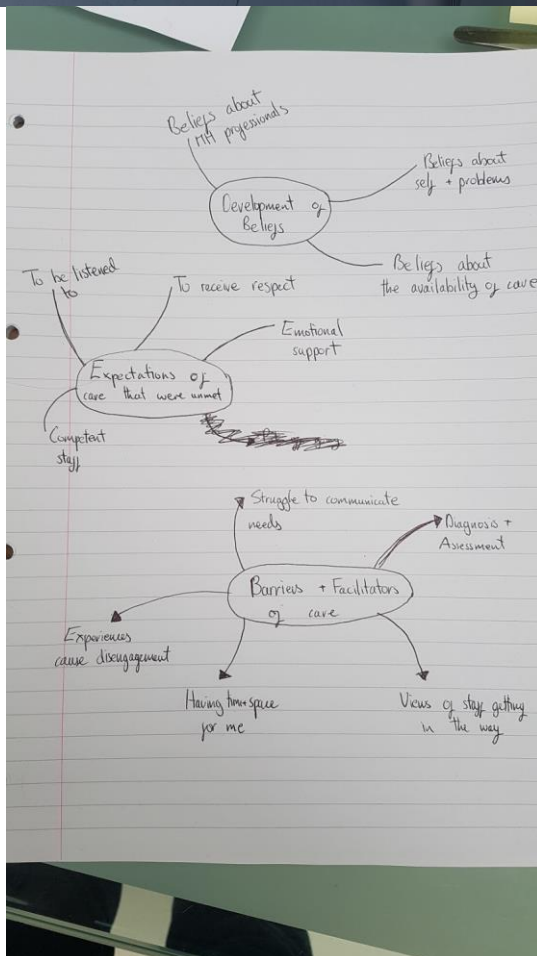 Beliefs about
MH professionals
Beliefs about
self + problems
Development of
Beliefs
Beliefs about
the availability of care
To be listened
to
To receive respect
Emotional
support
Expectations of
care that were unmet
Competent
staff
Struggle to communicate
needs
Diagnosis +
Assessment
Barriers + Facilitators
of care
Experiences
cause disengagement
Having time+space
for me
Views of staff getting
in the way